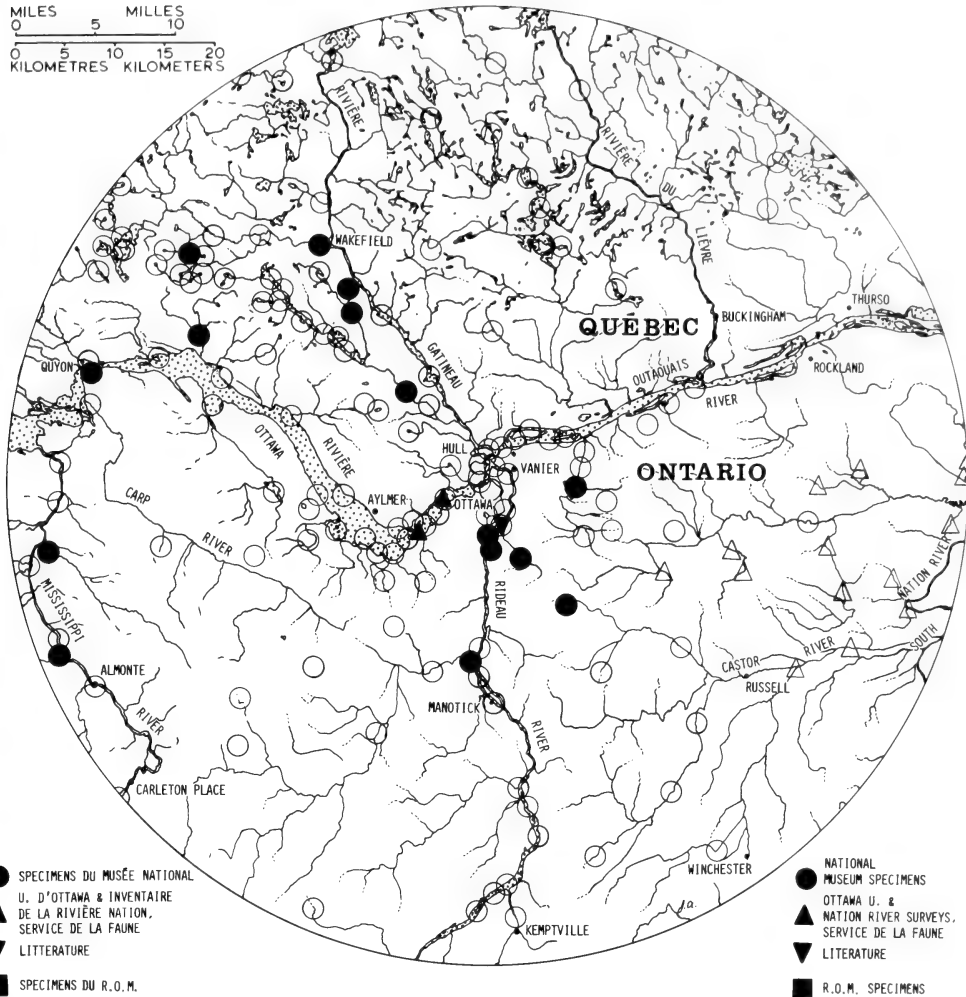 MILES MILLES
0 5 10
0 5 10 15 20
KILOMETRES KILOMETERS
RIVIÈRE
RIVIÈRE
DU
LIÈVRE
WAKEFIELD
THURSO
BUCKINGHAM
QUEBEC
GATINEAU
OUTAOUAIS
ROCKLAND
QUYON
RIVER
OTTAWA
RIVIÈRE
HULL
VANIER
ONTARIO
CARP
AYLMER
OTTAWA
RIVER
NATION RIVER
MISSISSIPPI
RIDEAU
SOUTH
CASTOR
RIVER
RUSSELL
ALMONTE
MANOTICK
RIVER
RIVER
CARLETON PLACE
WINCHESTER
KEMPTVILLE
SPECIMENS DU MUSÉE NATIONAL
U. D'OTTAWA & INVENTAIRE
DE LA RIVIÈRE NATION,
SERVICE DE LA FAUNE
LITTERATURE
SPECIMENS DU R.O.M.
NATIONAL
MUSEUM SPECIMENS
OTTAWA U. &
NATION RIVER SURVEYS,
SERVICE DE LA FAUNE
LITERATURE
R.O.M. SPECIMENS